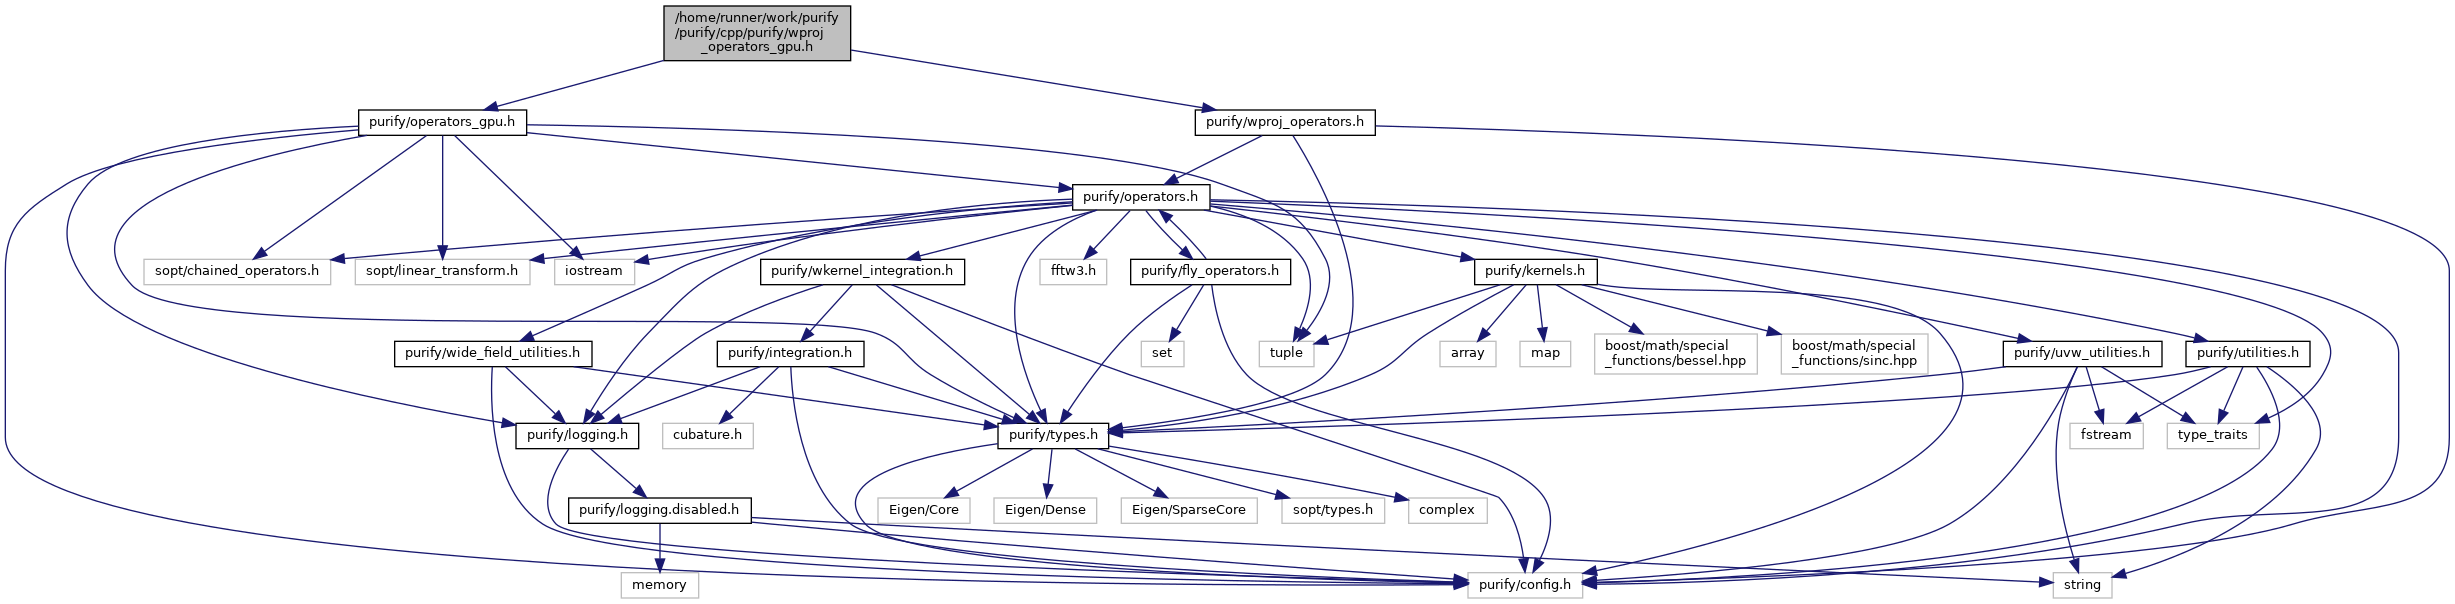 /home/runner/work/purify
/purify/cpp/purify/wproj
_operators_gpu.h
purify/operators_gpu.h
purify/wproj_operators.h
purify/operators.h
sopt/chained_operators.h
sopt/linear_transform.h
iostream
purify/wkernel_integration.h
fftw3.h
purify/fly_operators.h
purify/kernels.h
purify/wide_field_utilities.h
purify/integration.h
set
tuple
array
map
boost/math/special
_functions/bessel.hpp
boost/math/special
_functions/sinc.hpp
purify/uvw_utilities.h
purify/utilities.h
purify/logging.h
cubature.h
purify/types.h
fstream
type_traits
purify/logging.disabled.h
Eigen/Core
Eigen/Dense
Eigen/SparseCore
sopt/types.h
complex
memory
purify/config.h
string